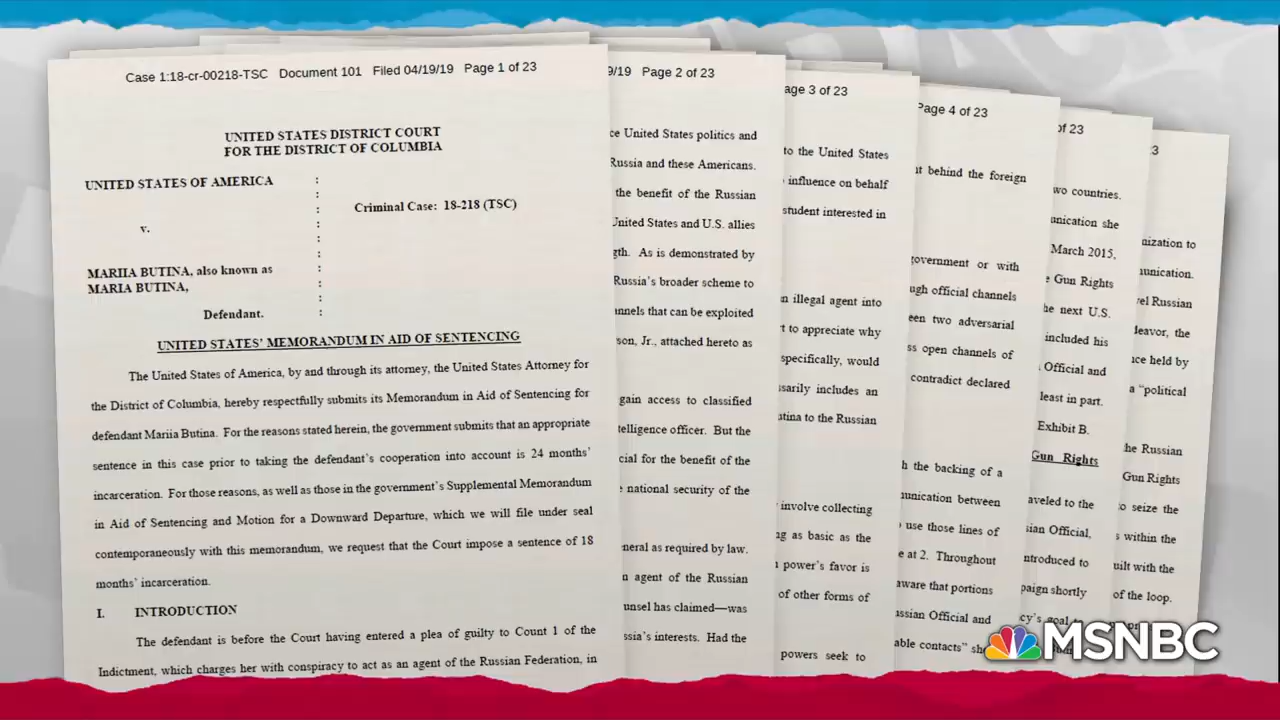 Case 1:18-cr-00218-TSC Document 101 Filed 04/19/19 Page 1 of 23
UNITED STATES DISTRICT COURT
FOR THE DISTRICT OF COLUMBIA
UNITED STATES OF AMERICA
v.
MARIIA BUTINA, also known as
MARIA BUTINA,
Defendant.
:
:
:
:
:
:
:
:
:
:
Criminal Case: 18-218 (TSC)
UNITED STATES' MEMORANDUM IN AID OF SENTENCING
The United States of America, by and through its attorney, the United States Attorney for
the District of Columbia, hereby respectfully submits its Memorandum in Aid of Sentencing for
defendant Mariia Butina. For the reasons stated herein, the government submits that an appropriate
sentence in this case prior to taking the defendant's cooperation into account is 24 months'
incarceration. For those reasons, as well as those in the government's Supplemental Memorandum
in Aid of Sentencing and Motion for a Downward Departure, which we will file under seal
contemporaneously with this memorandum, we request that the Court impose a sentence of 18
months' incarceration.
I. INTRODUCTION
The defendant is before the Court having entered a plea of guilty to Count 1 of the
Indictment, which charges her with conspiracy to act as an agent of the Russian Federation, in
9/19 Page 2 of 23
ce United States politics and
Russia and these Americans.
the benefit of the Russian
United States and U.S. allies
gth. As is demonstrated by
Russia's broader scheme to
nnels that can be exploited
son, Jr., attached hereto as
gain access to classified
telligence officer. But the
cial for the benefit of the
national security of the
neral as required by law.
n agent of the Russian
unsel has claimed—was
ssia's interests. Had the
age 3 of 23
to the United States
influence on behalf
student interested in
n illegal agent into
t to appreciate why
specifically, would
sarily includes an
tina to the Russian
involve collecting
g as basic as the
power's favor is
of other forms of
powers seek to
Page 4 of 23
nt behind the foreign
government or with
ugh official channels
een two adversarial
ss open channels of
contradict declared
h the backing of a
nunication between
use those lines of
e at 2. Throughout
aware that portions
ssian Official and
able contacts" sh
of 23
wo countries.
unication she
March 2015,
e Gun Rights
he next U.S.
included his
Official and
least in part.
Exhibit B.
Gun Rights
aveled to the
sian Official,
ntroduced to
paign shortly
cy's goal to
3
nization to
unication.
el Russian
deavor, the
ce held by
a "political
he Russian
Gun Rights
to seize the
s within the
uilt with the
of the loop.
MSNBC